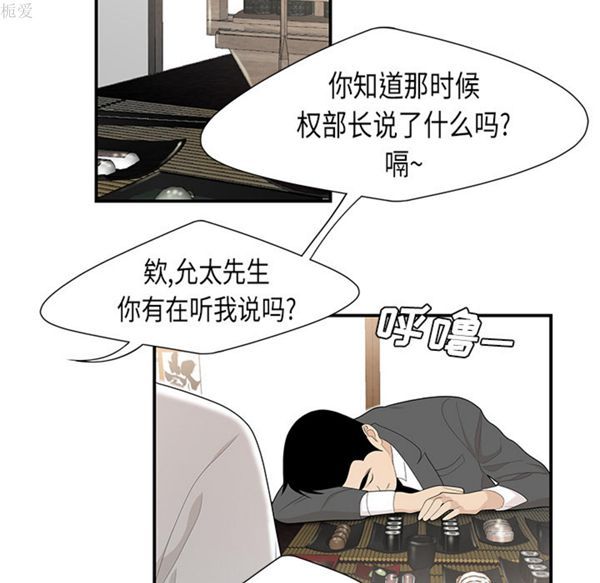 栀爱
你知道那时候
权部长说了什么吗?
嗝~
欸,允太先生
你有在听我说吗?
呼噜一